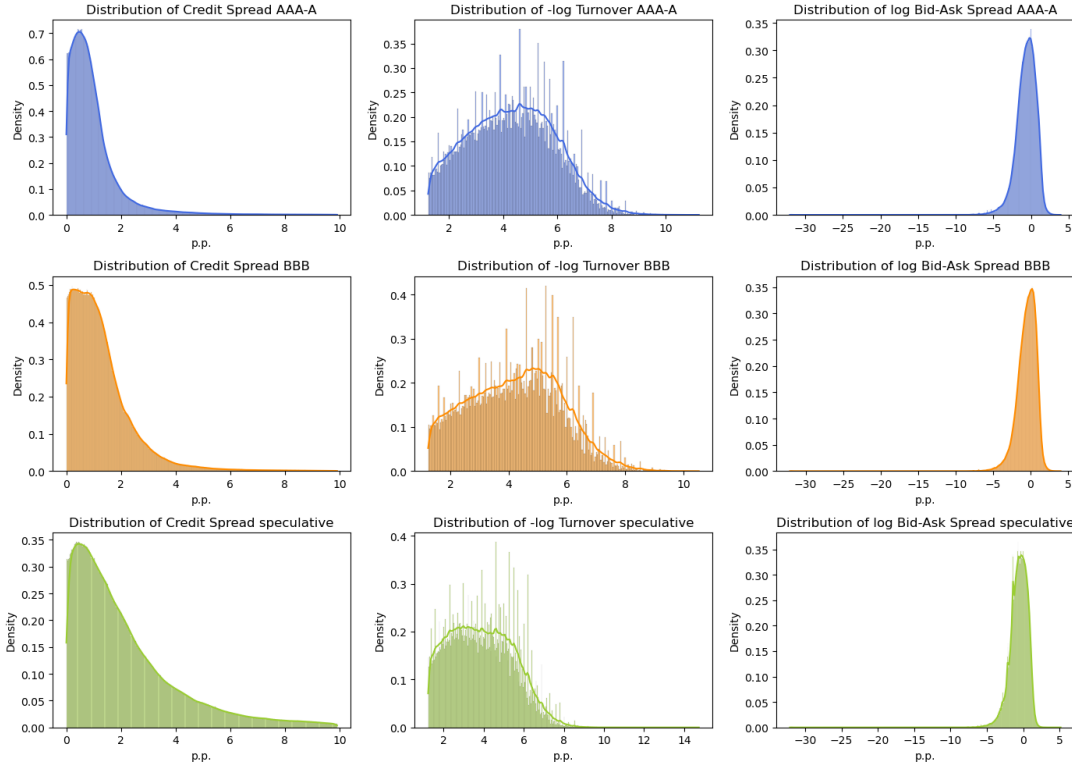 Distribution of Credit Spread AAA-A
Density
0.7
0.6
0.5
0.4
0.3
0.2
0.1
0.0
0 2 4 6 8 10
p.p.
Distribution of -log Turnover AAA-A
Density
0.35
0.30
0.25
0.20
0.15
0.10
0.05
0.00
2 4 6 8 10
p.p.
Distribution of log Bid-Ask Spread AAA-A
Density
0.35
0.30
0.25
0.20
0.15
0.10
0.05
0.00
−30 −25 −20 −15 −10 −5 0 5
p.p.
Distribution of Credit Spread BBB
Density
0.5
0.4
0.3
0.2
0.1
0.0
0 2 4 6 8 10
p.p.
Distribution of -log Turnover BBB
Density
0.4
0.3
0.2
0.1
0.0
2 4 6 8 10
p.p.
Distribution of log Bid-Ask Spread BBB
Density
0.35
0.30
0.25
0.20
0.15
0.10
0.05
0.00
−30 −25 −20 −15 −10 −5 0 5
p.p.
Distribution of Credit Spread speculative
Density
0.35
0.30
0.25
0.20
0.15
0.10
0.05
0.00
0 2 4 6 8 10
p.p.
Distribution of -log Turnover speculative
Density
0.4
0.3
0.2
0.1
0.0
2 4 6 8 10 12 14
p.p.
Distribution of log Bid-Ask Spread speculative
Density
0.35
0.30
0.25
0.20
0.15
0.10
0.05
0.00
−30 −25 −20 −15 −10 −5 0 5
p.p.